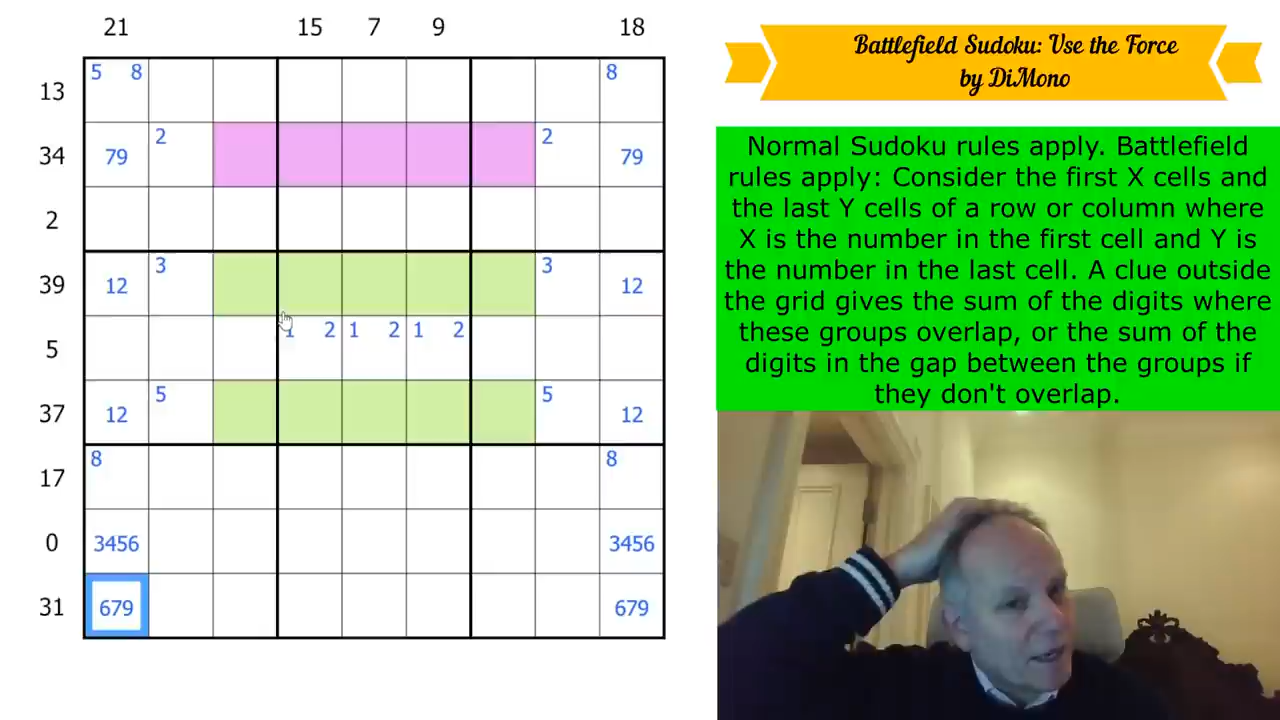 21 15 7 9 18
13 5 8 8
34 79 2 2 79
2
39 12 3 3 12
5 1 2 1 2 1 2
37 12 5 5 12
17 8 8
0 3456 3456
31 679 679
Battlefield Sudoku: Use the Force
by DiMono
Normal Sudoku rules apply. Battlefield
rules apply: Consider the first X cells and
the last Y cells of a row or column where
X is the number in the first cell and Y is
the number in the last cell. A clue outside
the grid gives the sum of the digits where
these groups overlap, or the sum of the
digits in the gap between the groups if
they don't overlap.